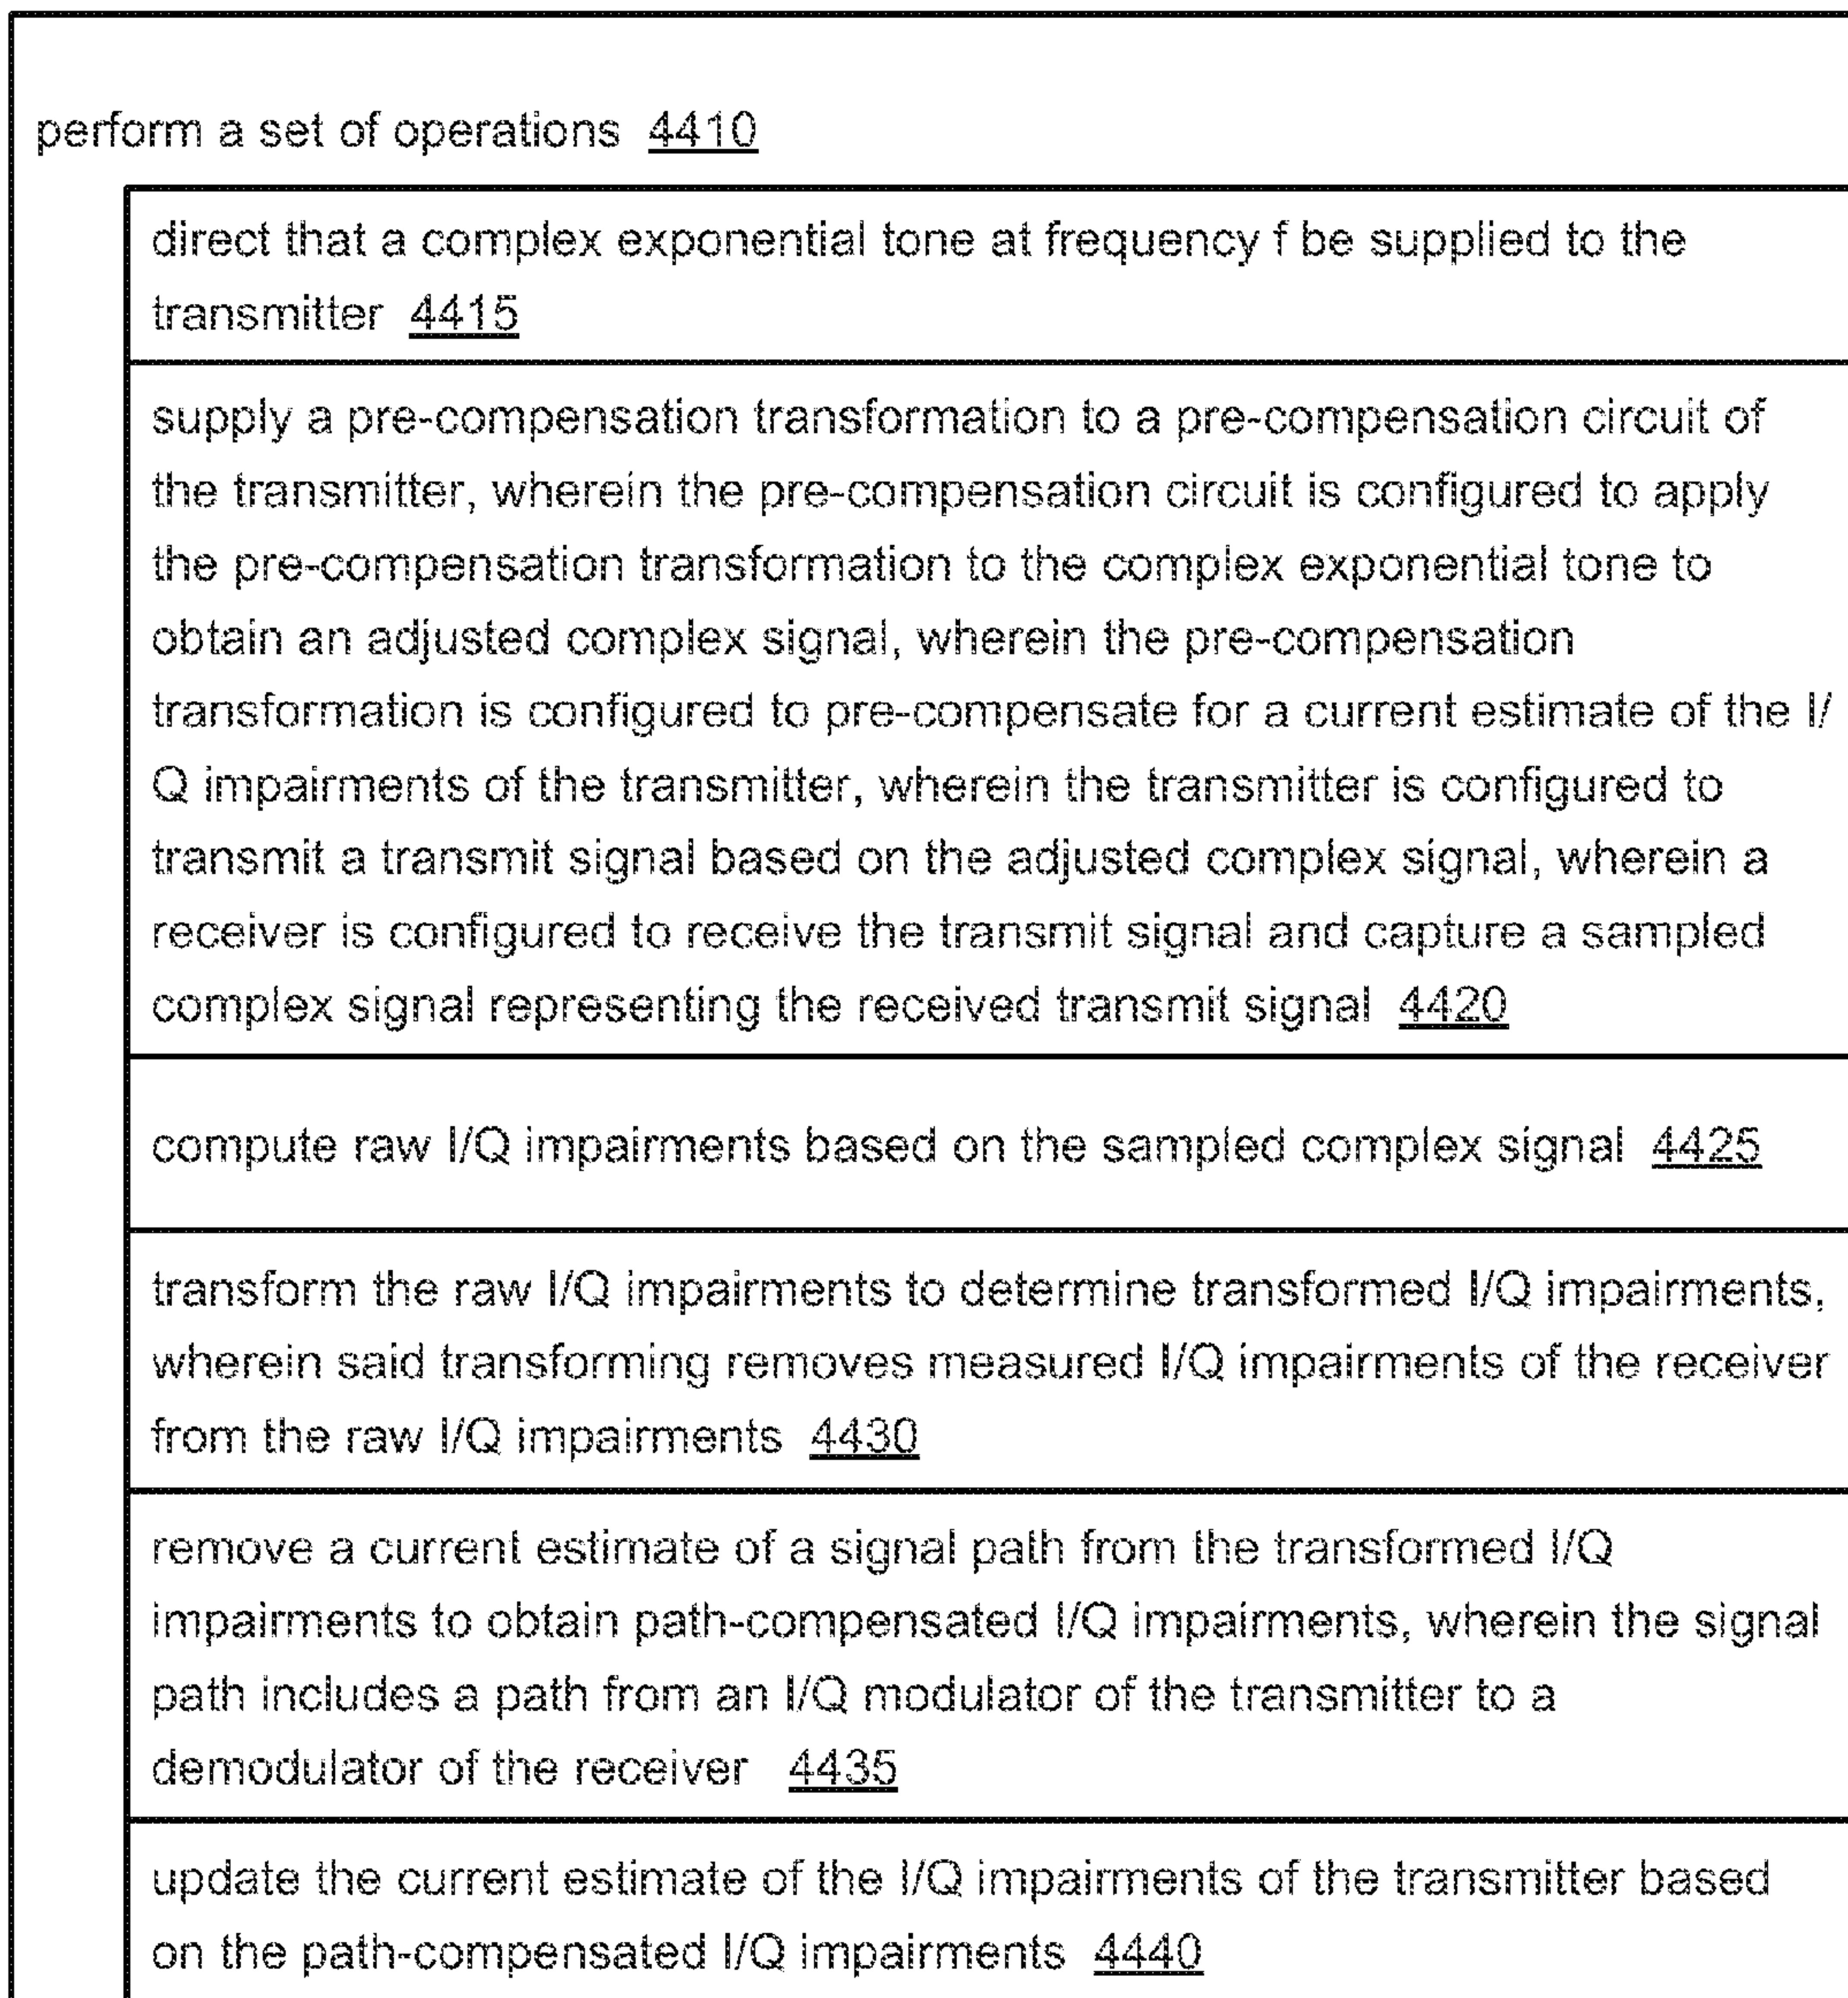 perform a set of operations 4410
direct that a complex exponential tone at frequency f be supplied to the
transmitter 4415
supply a pre-compensation transformation to a pre-compensation circuit of
the transmitter, wherein the pre-compensation circuit is configured to apply
the pre-compensation transformation to the complex exponential tone to
obtain an adjusted complex signal, wherein the pre-compensation
transformation is configured to pre-compensate for a current estimate of the I/
Q impairments of the transmitter, wherein the transmitter is configured to
transmit a transmit signal based on the adjusted complex signal, wherein a
receiver is configured to receive the transmit signal and capture a sampled
complex signal representing the received transmit signal 4420
compute raw I/Q impairments based on the sampled complex signal 4425
transform the raw I/Q impairments to determine transformed I/Q impairments,
wherein said transforming removes measured I/Q impairments of the receiver
from the raw I/Q impairments 4430
remove a current estimate of a signal path from the transformed I/Q
impairments to obtain path-compensated I/Q impairments, wherein the signal
path includes a path from an I/Q modulator of the transmitter to a
demodulator of the receiver 4435
update the current estimate of the I/Q impairments of the transmitter based
on the path-compensated I/Q impairments 4440